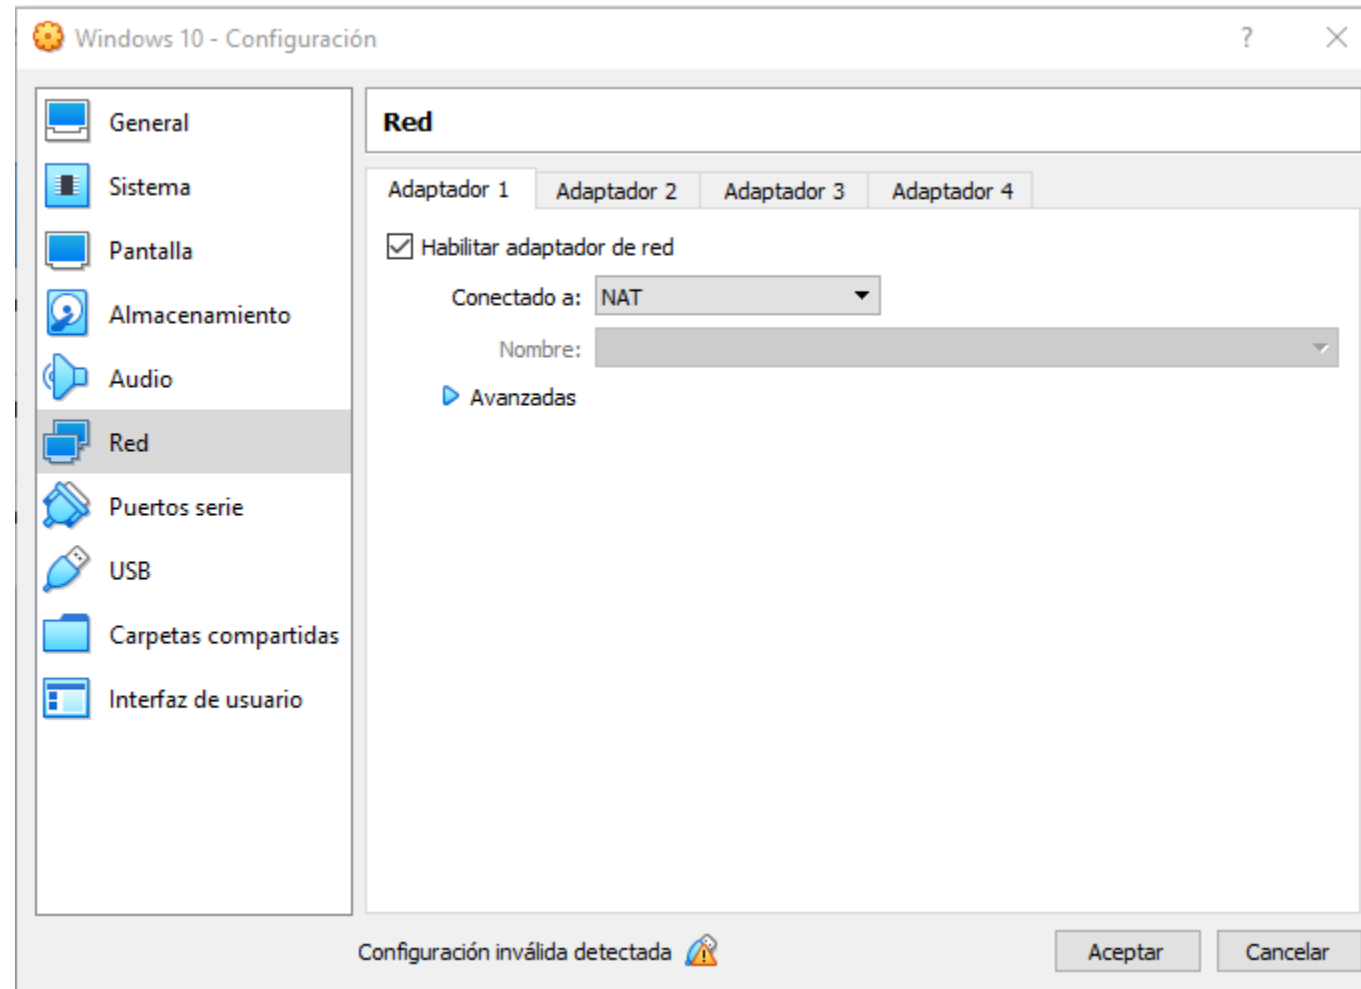 Windows 10 - Configuración
?
General
Sistema
Pantalla
Almacenamiento
Audio
Red
Puertos serie
USB
Carpetas compartidas
Interfaz de usuario
Red
Adaptador 1 Adaptador 2 Adaptador 3 Adaptador 4
Habilitar adaptador de red
Conectado a: NAT
Nombre:
Avanzadas
Configuración inválida detectada
Aceptar Cancelar